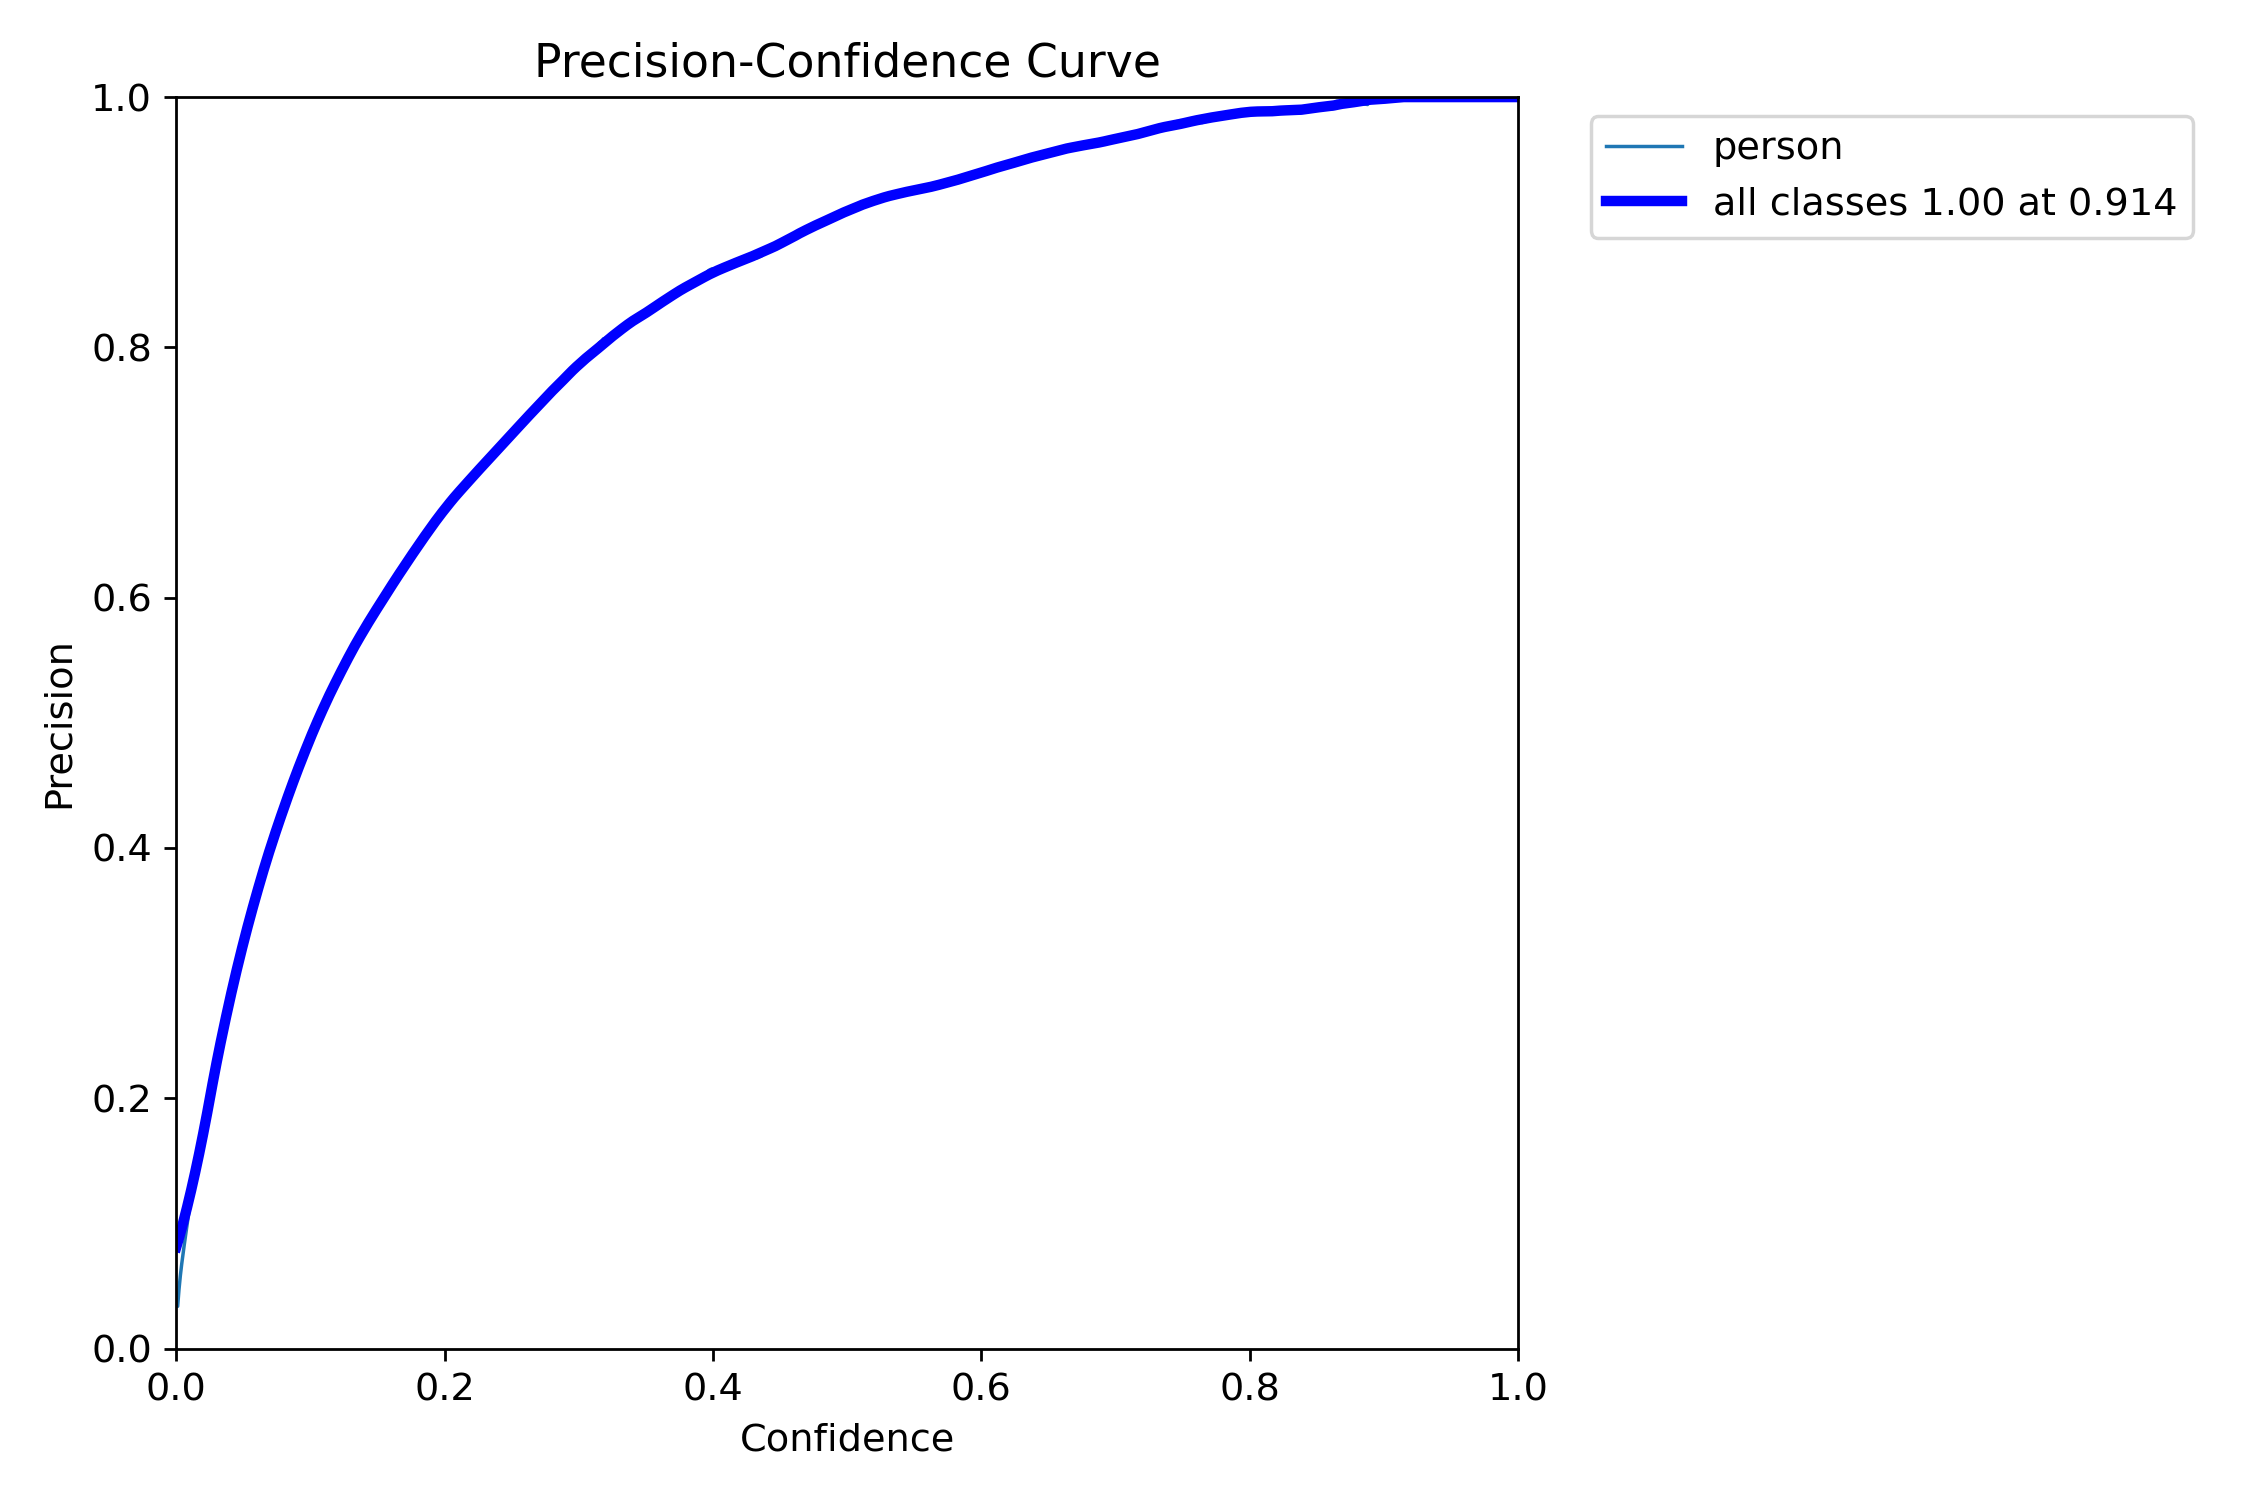 Precision-Confidence Curve
1.0
0.8
0.6
0.4
0.2
0.0
Precision
0.0 0.2 0.4 0.6 0.8 1.0
Confidence
person
all classes 1.00 at 0.914